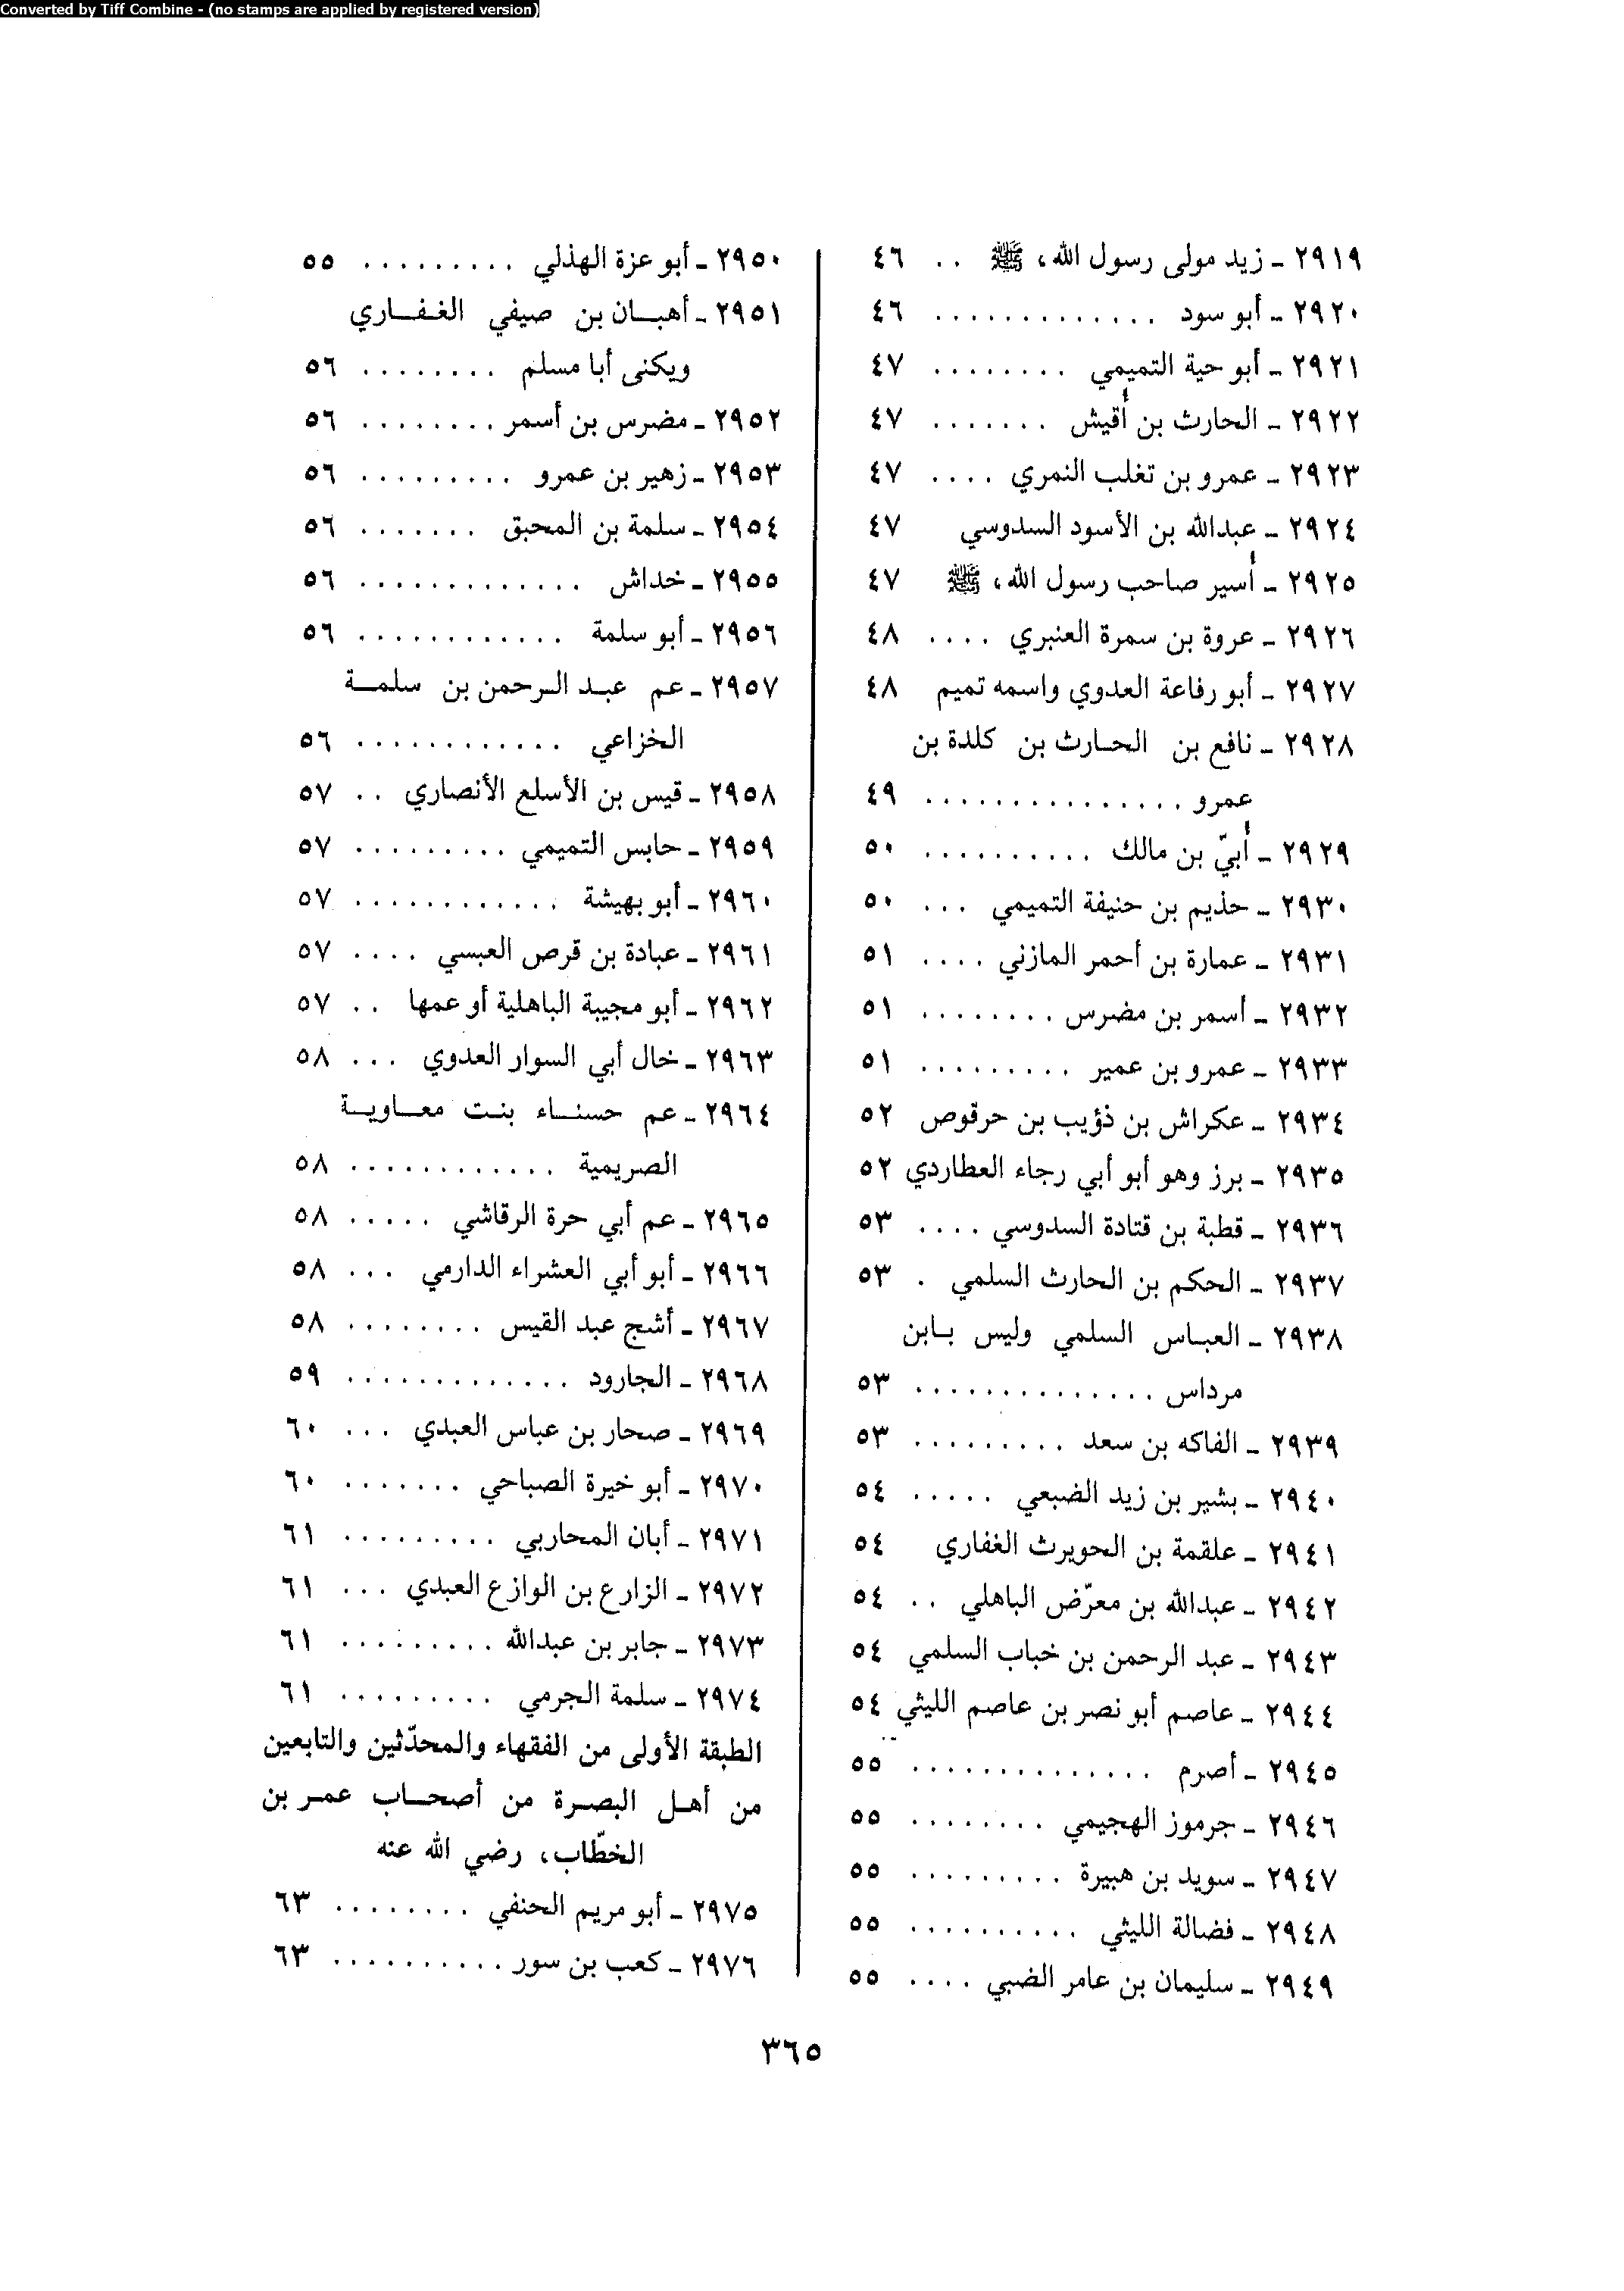 Converted by Tiff Combine - (no stamps are applied by registered version)
٢٩١٩ - زيد مولى رسول الله، ﷺ . . ٤٦
٢٩٢٠ - أبو سود . . . . . . . . . . . . . ٤٦
٢٩٢١ - أبو حية التميمي . . . . . . . . ٤٧
٢٩٢٢ - الحارث بن أُقيش . . . . . . . ٤٧
٢٩٢٣ - عمرو بن تغلب النمري . . . . ٤٧
٢٩٢٤ - عبدالله بن الأسود السدوسي ٤٧
٢٩٢٥ - أُسير صاحب رسول الله، ﷺ ٤٧
٢٩٢٦ - عروة بن سمرة العنبري . . . . ٤٨
٢٩٢٧ - أبو رفاعة العدوي واسمه تميم ٤٨
٢٩٢٨ - نافع بن الحارث بن كلدة بن
عمرو . . . . . . . . . . . . . . . ٤٩
٢٩٢٩ - أُبيّ بن مالك . . . . . . . . . . ٥٠
٢٩٣٠ - حذيم بن حنيفة التميمي . . . ٥٠
٢٩٣١ - عمارة بن أحمر المازني . . . . ٥١
٢٩٣٢ - أسمر بن مضرس . . . . . . . . ٥١
٢٩٣٣ - عمرو بن عمير . . . . . . . . . ٥١
٢٩٣٤ - عكراش بن ذؤيب بن حرقوص ٥٢
٢٩٣٥ - برز وهو أبو أبي رجاء العطاردي ٥٢
٢٩٣٦ - قطبة بن قتادة السدوسي . . . . ٥٣
٢٩٣٧ - الحكم بن الحارث السلمي . ٥٣
٢٩٣٨ - العباس السلمي وليس بابن
مرداس . . . . . . . . . . . . . . ٥٣
٢٩٣٩ - الفاكه بن سعد . . . . . . . . . ٥٣
٢٩٤٠ - بشير بن زيد الضبعي . . . . . ٥٤
٢٩٤١ - علقمة بن الحويرث الغفاري ٥٤
٢٩٤٢ - عبدالله بن معرّض الباهلي . . ٥٤
٢٩٤٣ - عبد الرحمن بن خباب السلمي ٥٤
٢٩٤٤ - عاصم أبو نصر بن عاصم الليثي ٥٤
٢٩٤٥ - أصرم . . . . . . . . . . . . . . ٥٥
٢٩٤٦ - جرموز الهجيمي . . . . . . . . ٥٥
٢٩٤٧ - سويد بن هبيرة . . . . . . . . . ٥٥
٢٩٤٨ - فضالة الليثي . . . . . . . . . . ٥٥
٢٩٤٩ - سليمان بن عامر الضبي . . . . ٥٥
٢٩٥٠ - أبو عزة الهذلي . . . . . . . . . ٥٥
٢٩٥١ - أهبان بن صيفي الغفاري
ويكنى أبا مسلم . . . . . . . . ٥٦
٢٩٥٢ - مضرس بن أسمر . . . . . . . . ٥٦
٢٩٥٣ - زهير بن عمرو . . . . . . . . . ٥٦
٢٩٥٤ - سلمة بن المحبق . . . . . . . ٥٦
٢٩٥٥ - خداش . . . . . . . . . . . . . ٥٦
٢٩٥٦ - أبو سلمة . . . . . . . . . . . . ٥٦
٢٩٥٧ - عم عبد الرحمن بن سلمة
الخزاعي . . . . . . . . . . . . ٥٦
٢٩٥٨ - قيس بن الأسلع الأنصاري . . ٥٧
٢٩٥٩ - حابس التميمي . . . . . . . . . ٥٧
٢٩٦٠ - أبو بهيشة . . . . . . . . . . . . ٥٧
٢٩٦١ - عبادة بن قرص العبسي . . . . ٥٧
٢٩٦٢ - أبو مجيبة الباهلية أو عمها . . ٥٧
٢٩٦٣ - خال أبي السوار العدوي . . . ٥٨
٢٩٦٤ - عم حسناء بنت معاوية
الصريمية . . . . . . . . . . . . ٥٨
٢٩٦٥ - عم أبي حرة الرقاشي . . . . . ٥٨
٢٩٦٦ - أبو أبي العشراء الدارمي . . . ٥٨
٢٩٦٧ - أشج عبد القيس . . . . . . . . ٥٨
٢٩٦٨ - الجارود . . . . . . . . . . . . . ٥٩
٢٩٦٩ - صحار بن عباس العبدي . . . ٦٠
٢٩٧٠ - أبو خيرة الصباحي . . . . . . . ٦٠
٢٩٧١ - أبان المحاربي . . . . . . . . . ٦١
٢٩٧٢ - الزارع بن الوازع العبدي . . . ٦١
٢٩٧٣ - جابر بن عبدالله . . . . . . . . . ٦١
٢٩٧٤ - سلمة الجرمي . . . . . . . . . ٦١
الطبقة الأولى من الفقهاء والمحدّثين والتابعين
من أهل البصرة من أصحاب عمر بن
الخطّاب، رضي الله عنه
٢٩٧٥ - أبو مريم الحنفي . . . . . . . . ٦٣
٢٩٧٦ - كعب بن سور . . . . . . . . . . ٦٣
٣٦٥